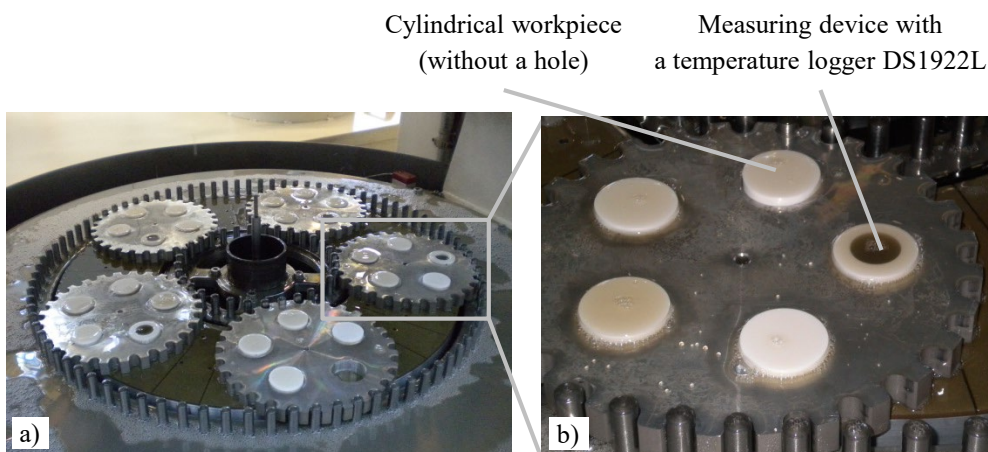 Cylindrical workpiece
(without a hole)
Measuring device with
a temperature logger DS1922L
a)
b)